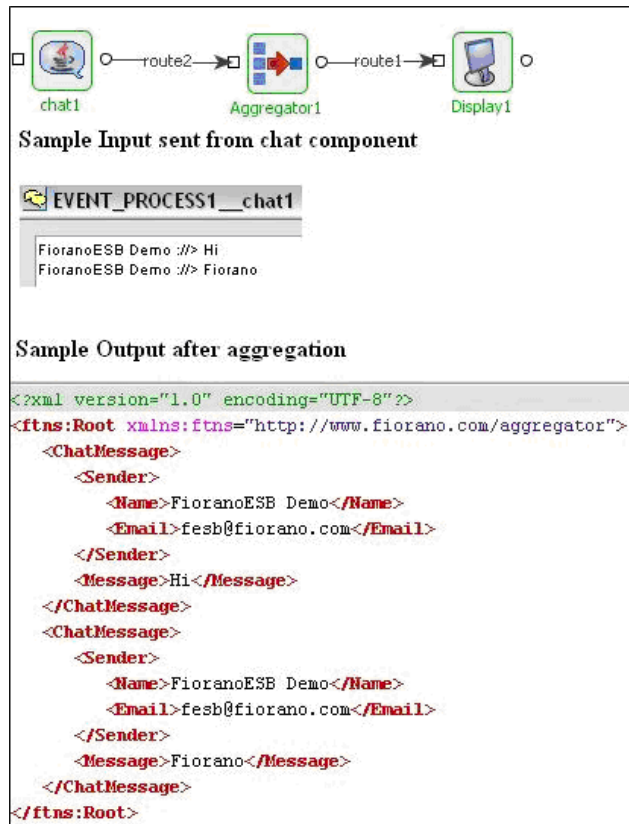 route2 route1
chat1 Aggregator1 Display1
Sample Input sent from chat component
EVENT_PROCESS1__chat1
FioranoESB Demo ://> Hi
FioranoESB Demo ://> Fiorano
Sample Output after aggregation
<?xml version="1.0" encoding="UTF-8"?>
<ftns:Root xmlns:ftns="http://www.fiorano.com/aggregator">
<ChatMessage>
<Sender>
<Name>FioranoESB Demo</Name>
<Email>fesb@fiorano.com</Email>
</Sender>
<Message>Hi</Message>
</ChatMessage>
<ChatMessage>
<Sender>
<Name>FioranoESB Demo</Name>
<Email>fesb@fiorano.com</Email>
</Sender>
<Message>Fiorano</Message>
</ChatMessage>
</ftns:Root>